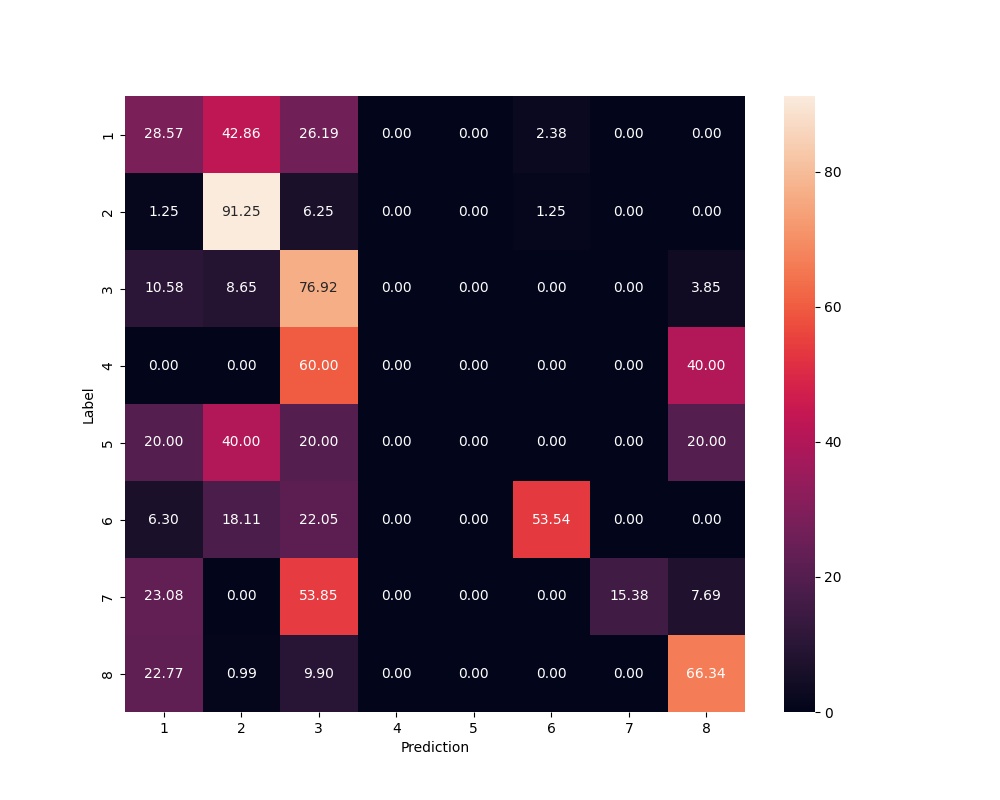 1 28.57 42.86 26.19 0.00 0.00 2.38 0.00 0.00
2 1.25 91.25 6.25 0.00 0.00 1.25 0.00 0.00
3 10.58 8.65 76.92 0.00 0.00 0.00 0.00 3.85
4 0.00 0.00 60.00 0.00 0.00 0.00 0.00 40.00
5 20.00 40.00 20.00 0.00 0.00 0.00 0.00 20.00
6 6.30 18.11 22.05 0.00 0.00 53.54 0.00 0.00
7 23.08 0.00 53.85 0.00 0.00 0.00 15.38 7.69
8 22.77 0.99 9.90 0.00 0.00 0.00 0.00 66.34
1 2 3 4 5 6 7 8
Prediction
Label
80
60
40
20
0